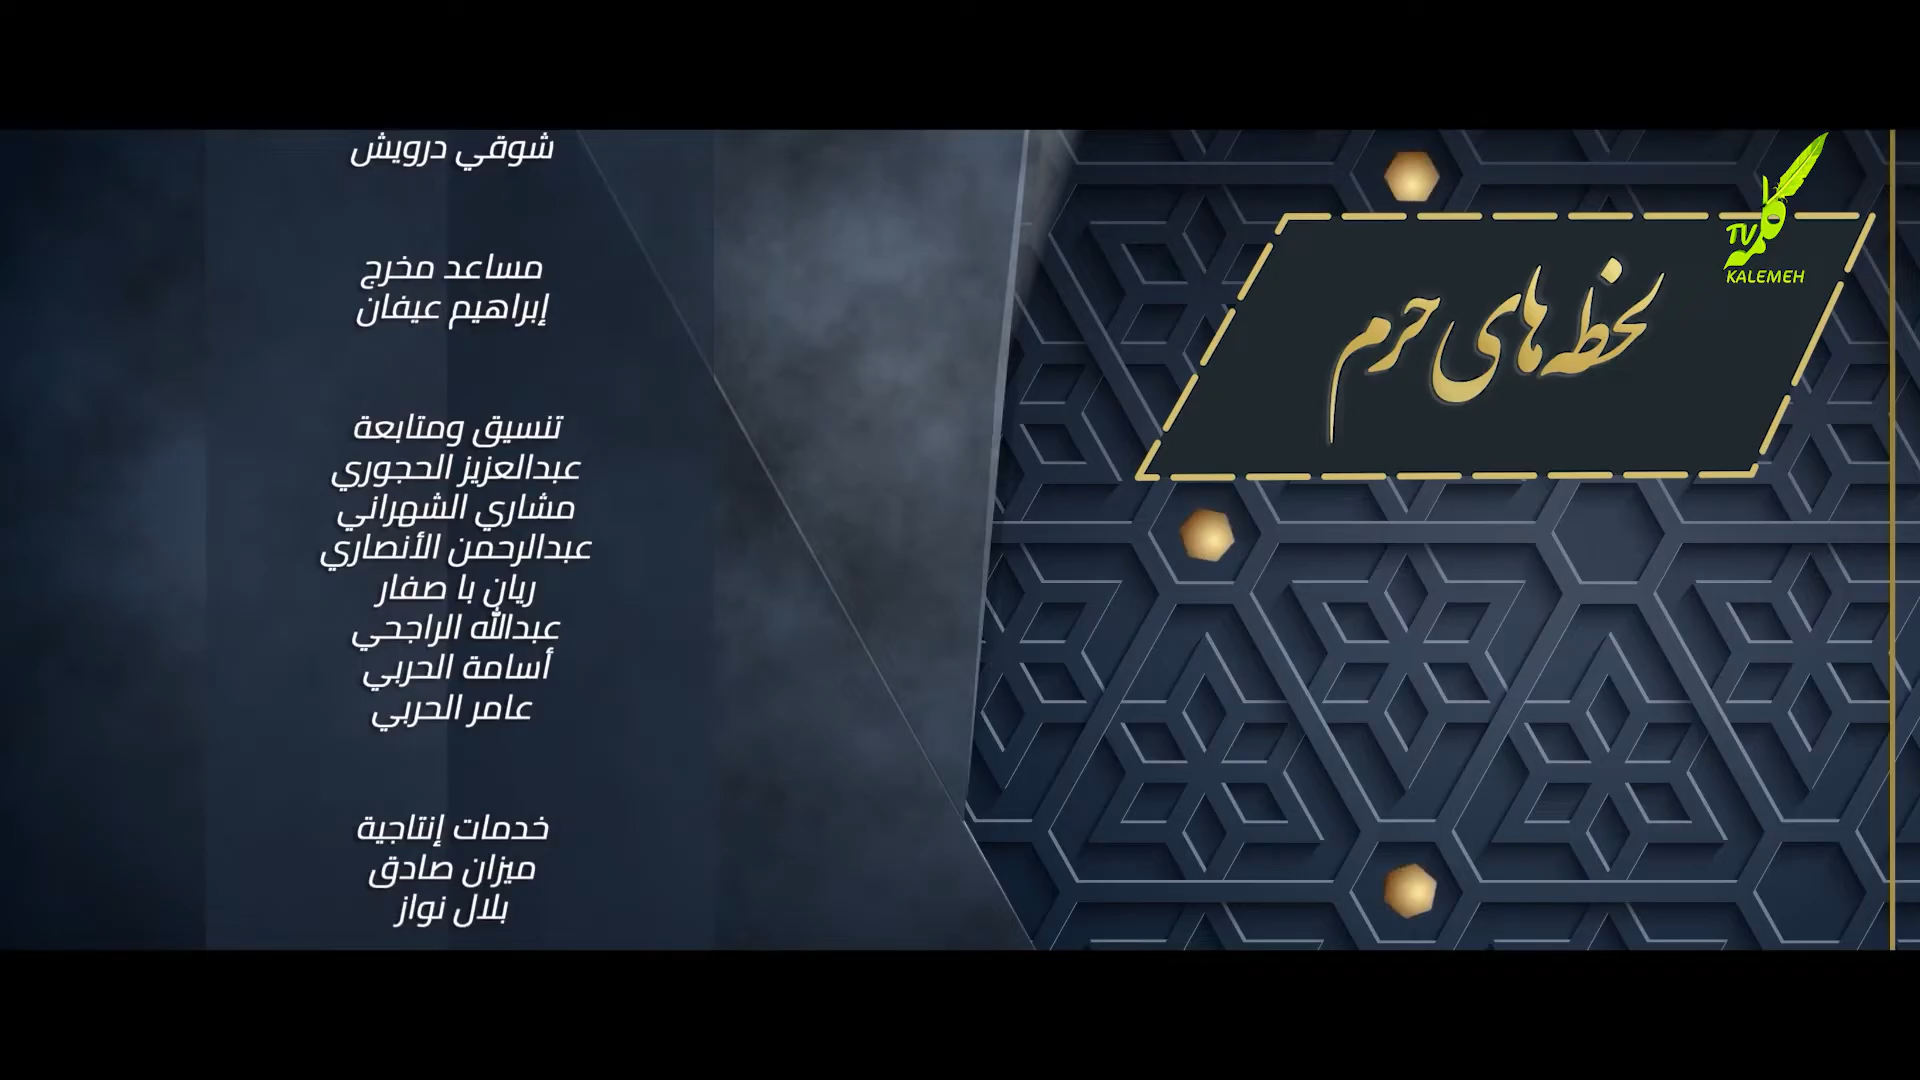 شوقي درويش
مساعد مخرج
إبراهيم عيفان
تنسيق ومتابعة
عبدالعزيز الحجوري
مشاري الشهراني
عبدالرحمن الأنصاري
ريان با صفار
عبدالله الراجحي
أسامة الحربي
عامر الحربي
خدمات إنتاجية
ميزان صادق
بلال نواز
لحظه های حرم
TV
KALEMEH